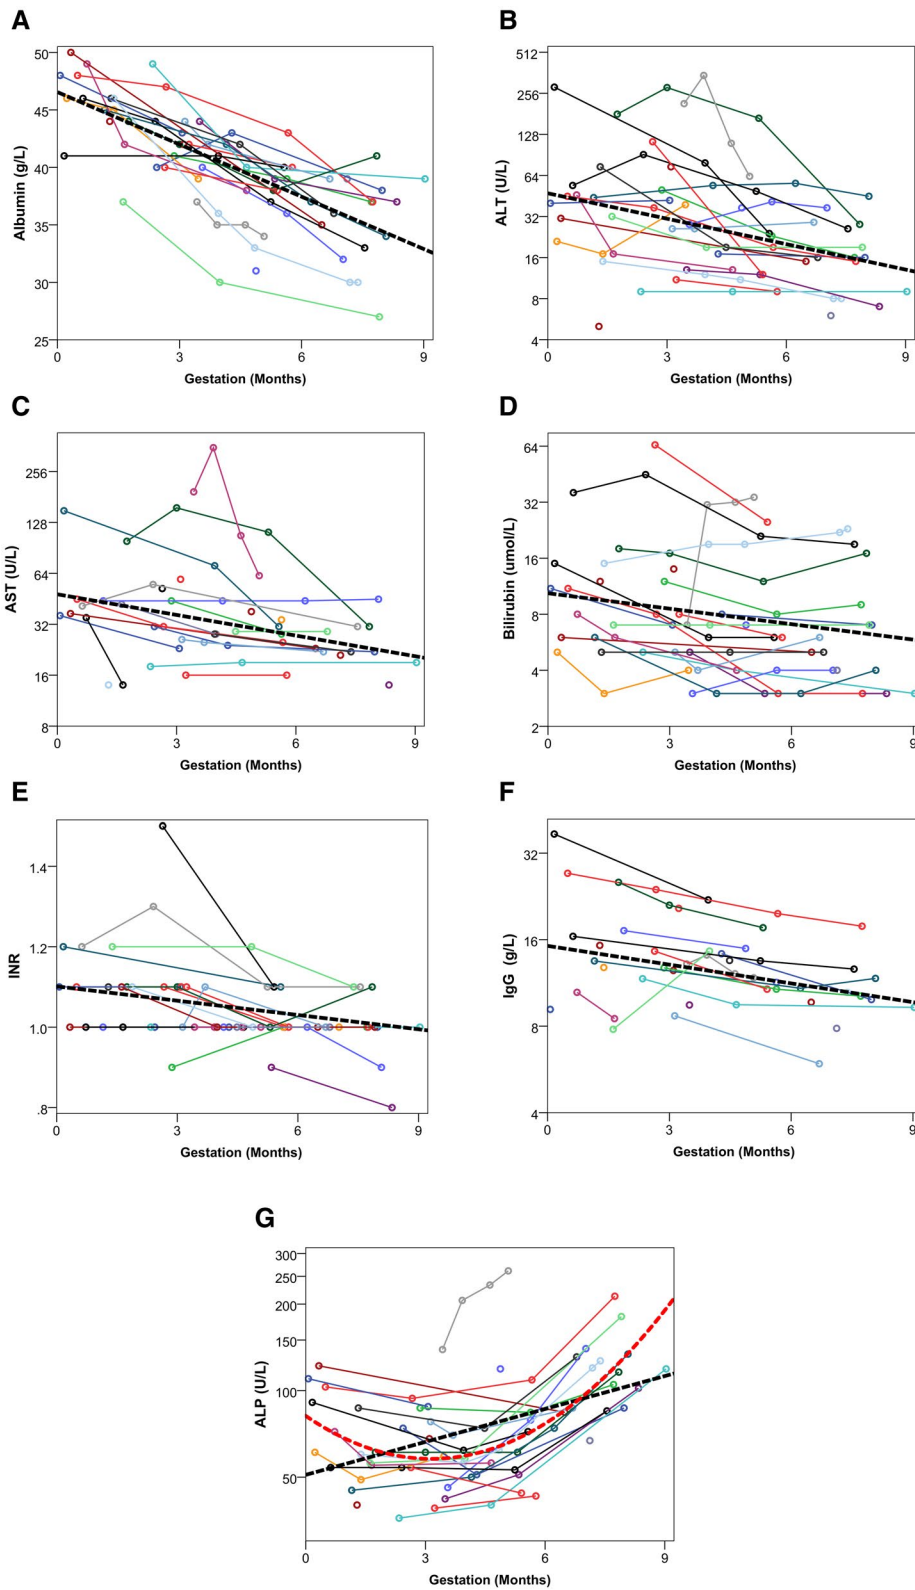 A
50
45
40
35
30
25
Albumin (g/L)
0 3 6 9
Gestation (Months)
B
512
256
128
64
32
16
8
4
ALT (U/L)
0 3 6 9
Gestation (Months)
C
256
128
64
32
16
8
AST (U/L)
0 3 6 9
Gestation (Months)
D
64
32
16
8
4
2
Bilirubin (umol/L)
0 3 6 9
Gestation (Months)
E
1.4
1.2
1.0
.8
INR
0 3 6 9
Gestation (Months)
F
32
16
8
4
IgG (g/L)
0 3 6 9
Gestation (Months)
G
300
250
200
150
100
50
ALP (U/L)
0 3 6 9
Gestation (Months)